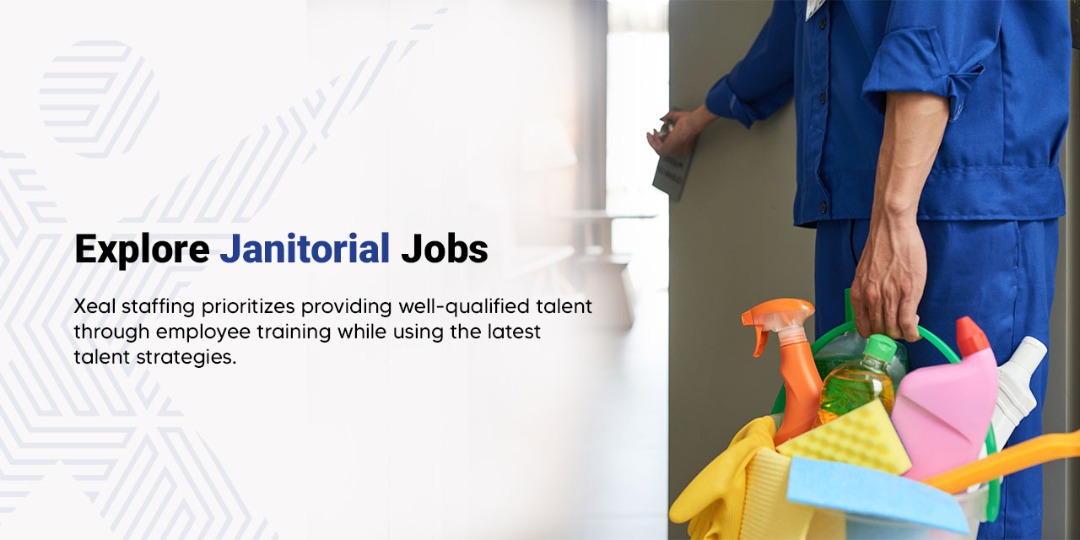 Explore Janitorial Jobs
Xeal staffing prioritizes providing well-qualified talent
through employee training while using the latest
talent strategies.